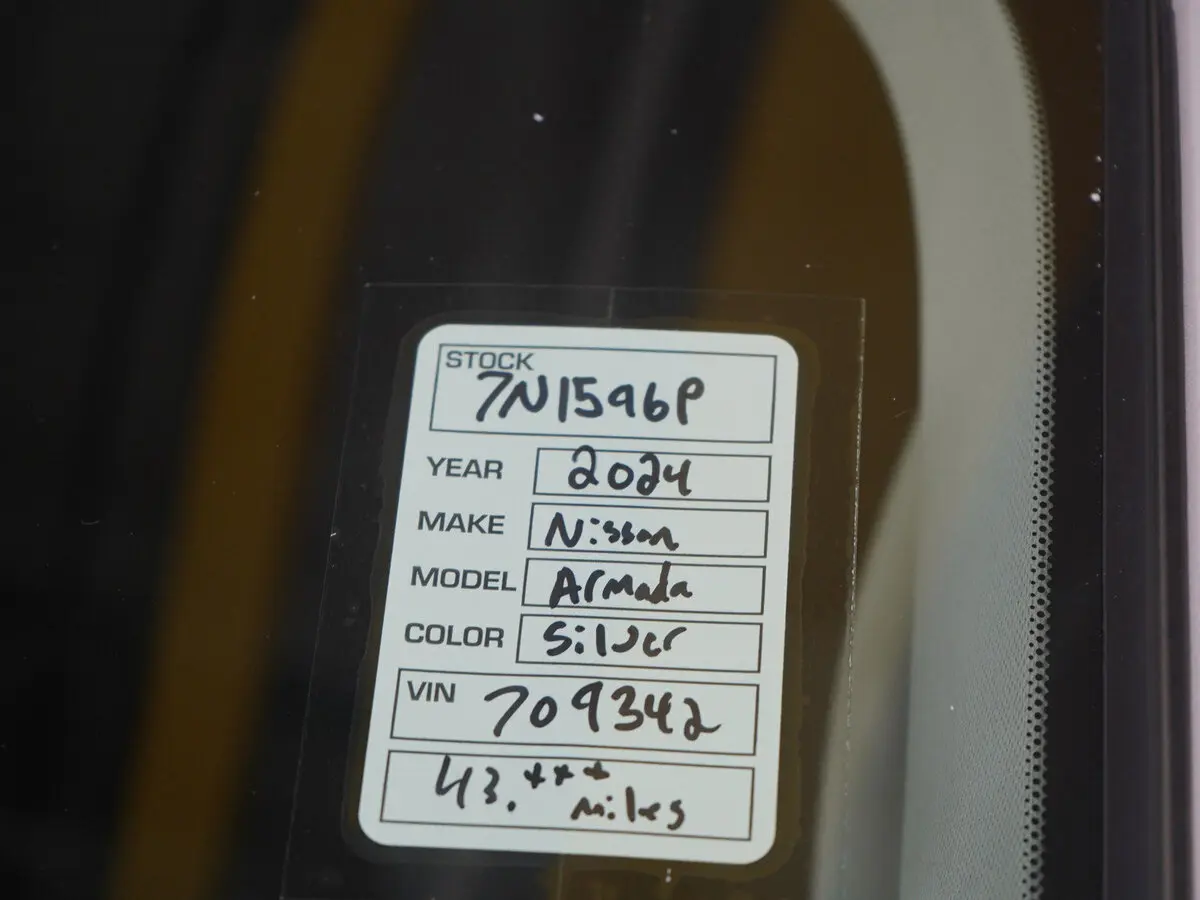 STOCK
7N1596P
YEAR 2024
MAKE Nissan
MODEL Armada
COLOR Silver
VIN 709342
43.*** miles